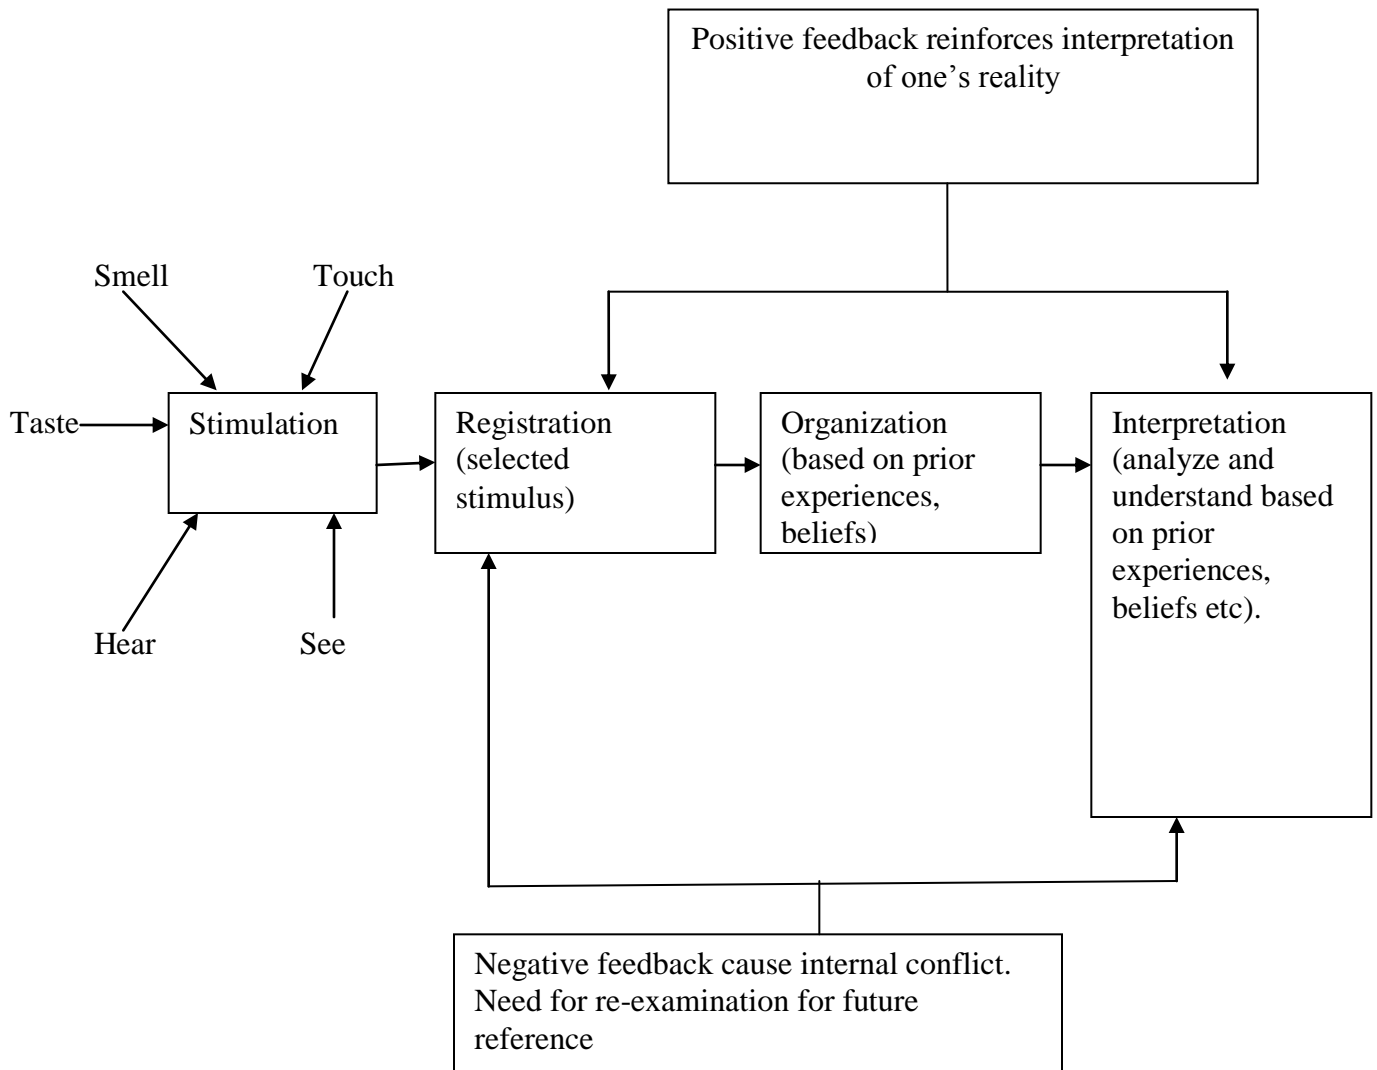 Positive feedback reinforces interpretation
of one’s reality
Smell
Touch
Taste
Stimulation
Hear
See
Registration
(selected
stimulus)
Organization
(based on prior
experiences,
beliefs)
Interpretation
(analyze and
understand based
on prior
experiences,
beliefs etc).
Negative feedback cause internal conflict.
Need for re-examination for future
reference